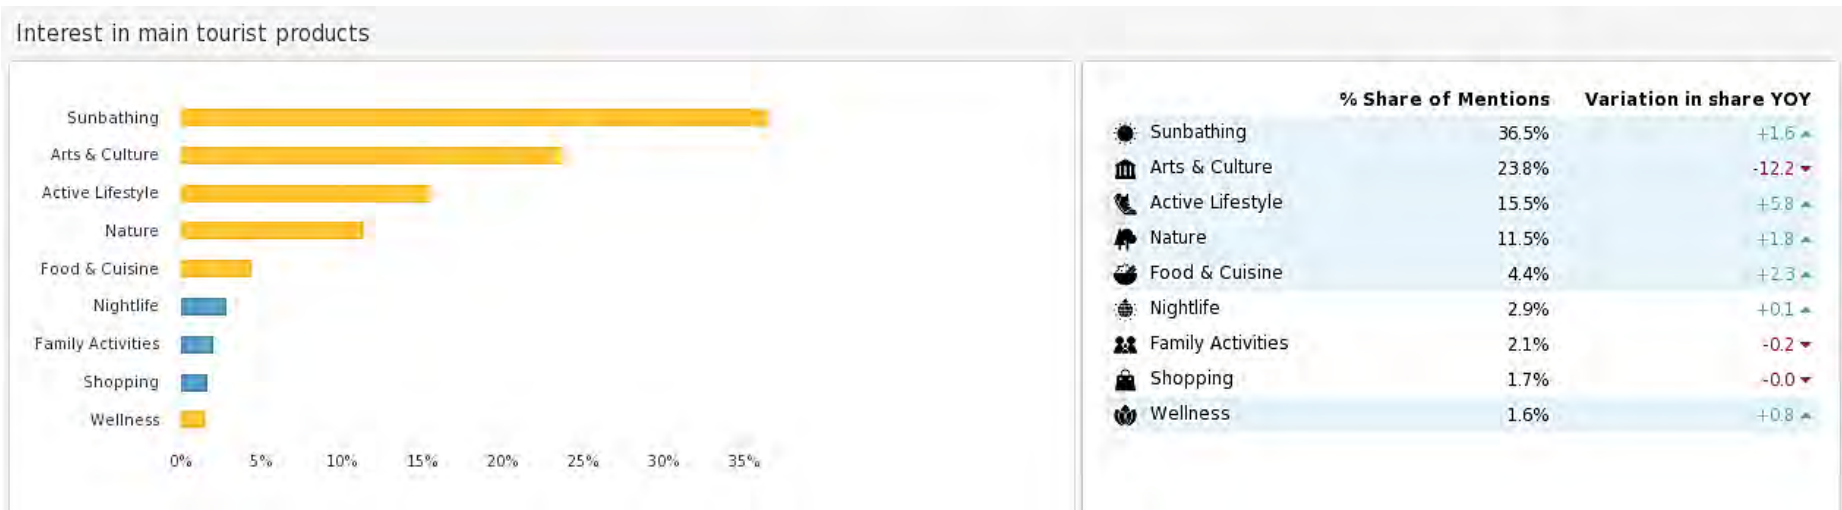 Interest in main tourist products
Sunbathing
Arts & Culture
Active Lifestyle
Nature
Food & Cuisine
Nightlife
Family Activities
Shopping
Wellness
0% 5% 10% 15% 20% 25% 30% 35%
% Share of Mentions Variation in share YOY
Sunbathing 36.5% +1.6
Arts & Culture 23.8% -12.2
Active Lifestyle 15.5% +5.8
Nature 11.5% +1.8
Food & Cuisine 4.4% +2.3
Nightlife 2.9% +0.1
Family Activities 2.1% -0.2
Shopping 1.7% -0.0
Wellness 1.6% +0.8